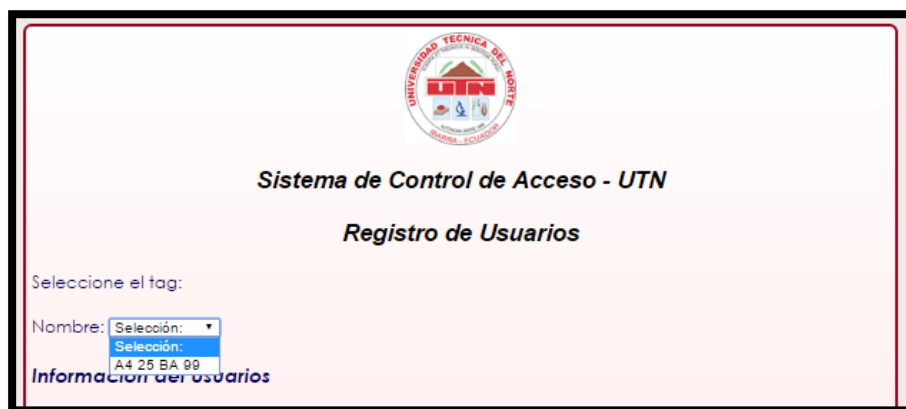 UNIVERSIDAD TECNICA DEL NORTE
UTN
IBARRA - ECUADOR
Sistema de Control de Acceso - UTN
Registro de Usuarios
Seleccione el tag:
Nombre: Selección:
Selección:
A4 25 BA 99
Información del usuarios